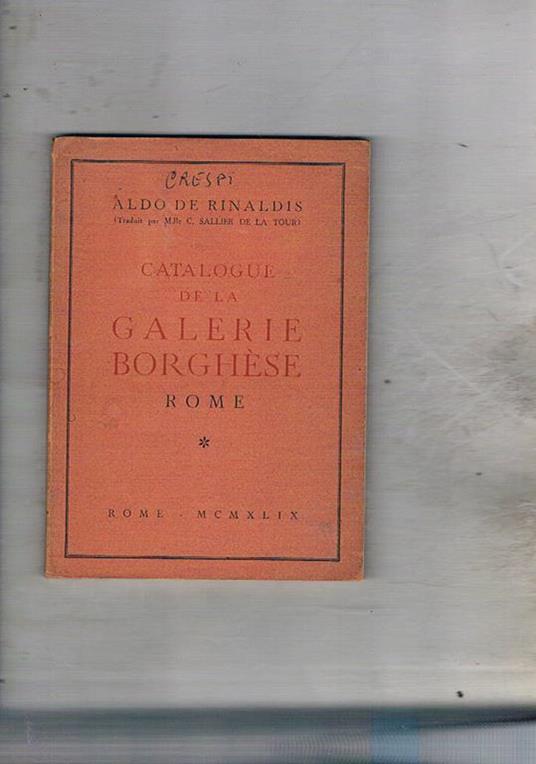 CRESPI
ALDO DE RINALDIS
(Traduit par Mlle C. SALLIER DE LA TOUR)
CATALOGUE
DE LA
GALERIE
BORGHÈSE
ROME
*
ROME - MCMXLIX